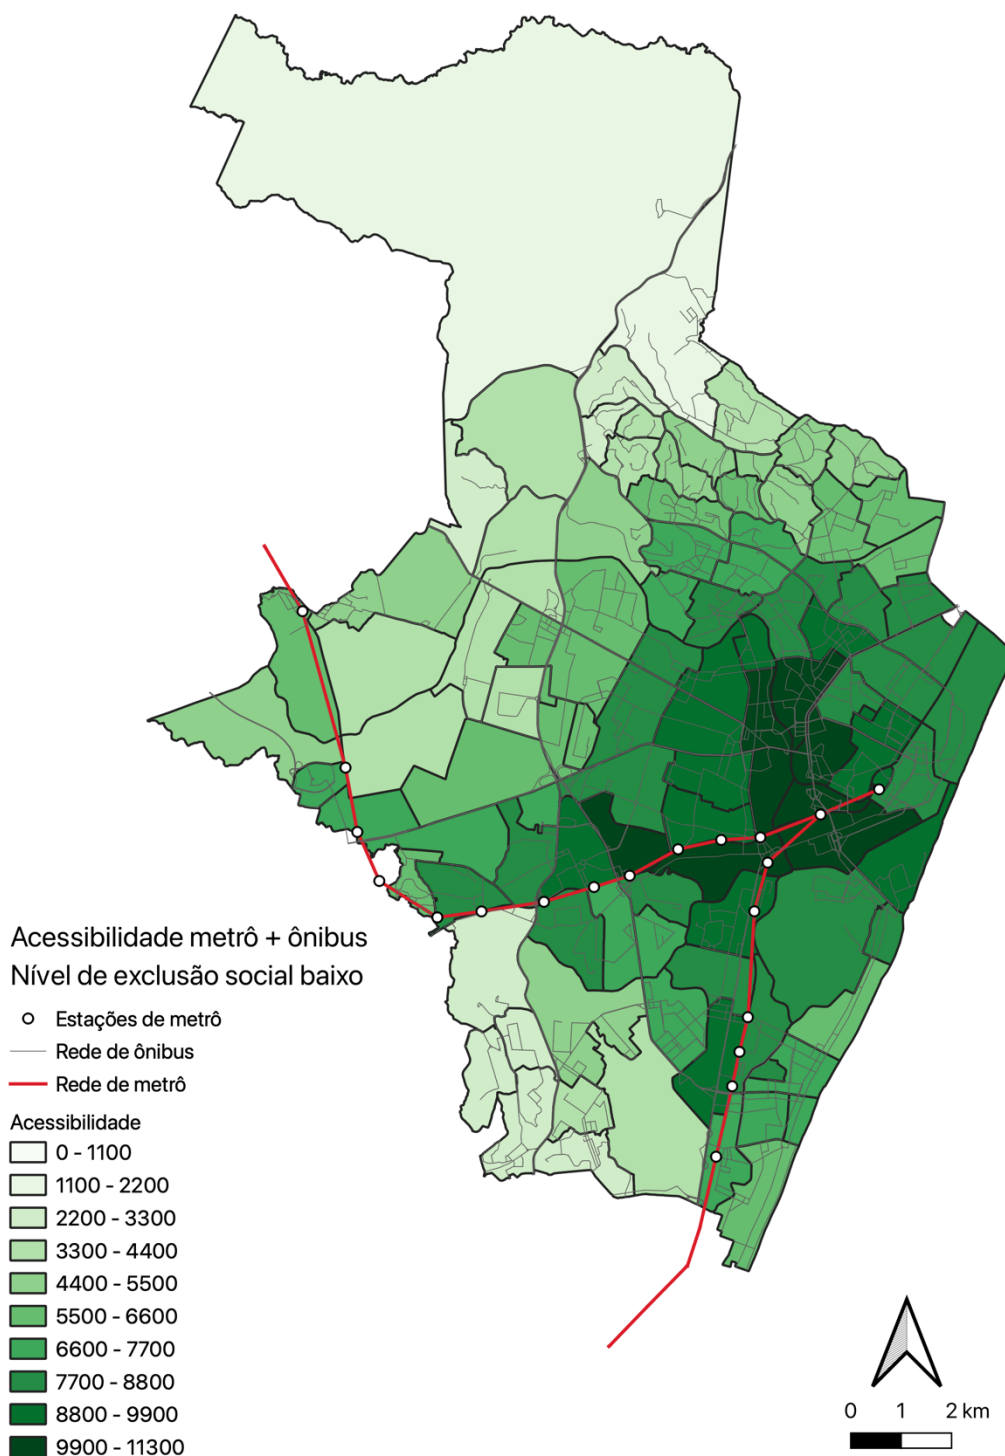 Acessibilidade metrô + ônibus
Nível de exclusão social baixo
Estações de metrô
Rede de ônibus
Rede de metrô
Acessibilidade
0 - 1100
1100 - 2200
2200 - 3300
3300 - 4400
4400 - 5500
5500 - 6600
6600 - 7700
7700 - 8800
8800 - 9900
9900 - 11300
0 1 2 km